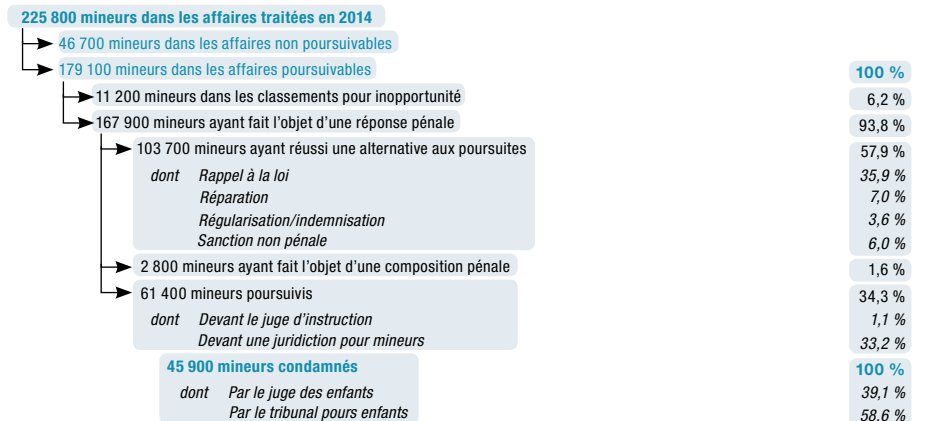 225 800 mineurs dans les affaires traitées en 2014
46 700 mineurs dans les affaires non poursuivables
179 100 mineurs dans les affaires poursuivables 100 %
11 200 mineurs dans les classements pour inopportunité 6,2 %
167 900 mineurs ayant fait l’objet d’une réponse pénale 93,8 %
103 700 mineurs ayant réussi une alternative aux poursuites 57,9 %
dont Rappel à la loi 35,9 %
Réparation 7,0 %
Régularisation/indemnisation 3,6 %
Sanction non pénale 6,0 %
2 800 mineurs ayant fait l’objet d’une composition pénale 1,6 %
61 400 mineurs poursuivis 34,3 %
dont Devant le juge d’instruction 1,1 %
Devant une juridiction pour mineurs 33,2 %
45 900 mineurs condamnés 100 %
dont Par le juge des enfants 39,1 %
Par le tribunal pours enfants 58,6 %